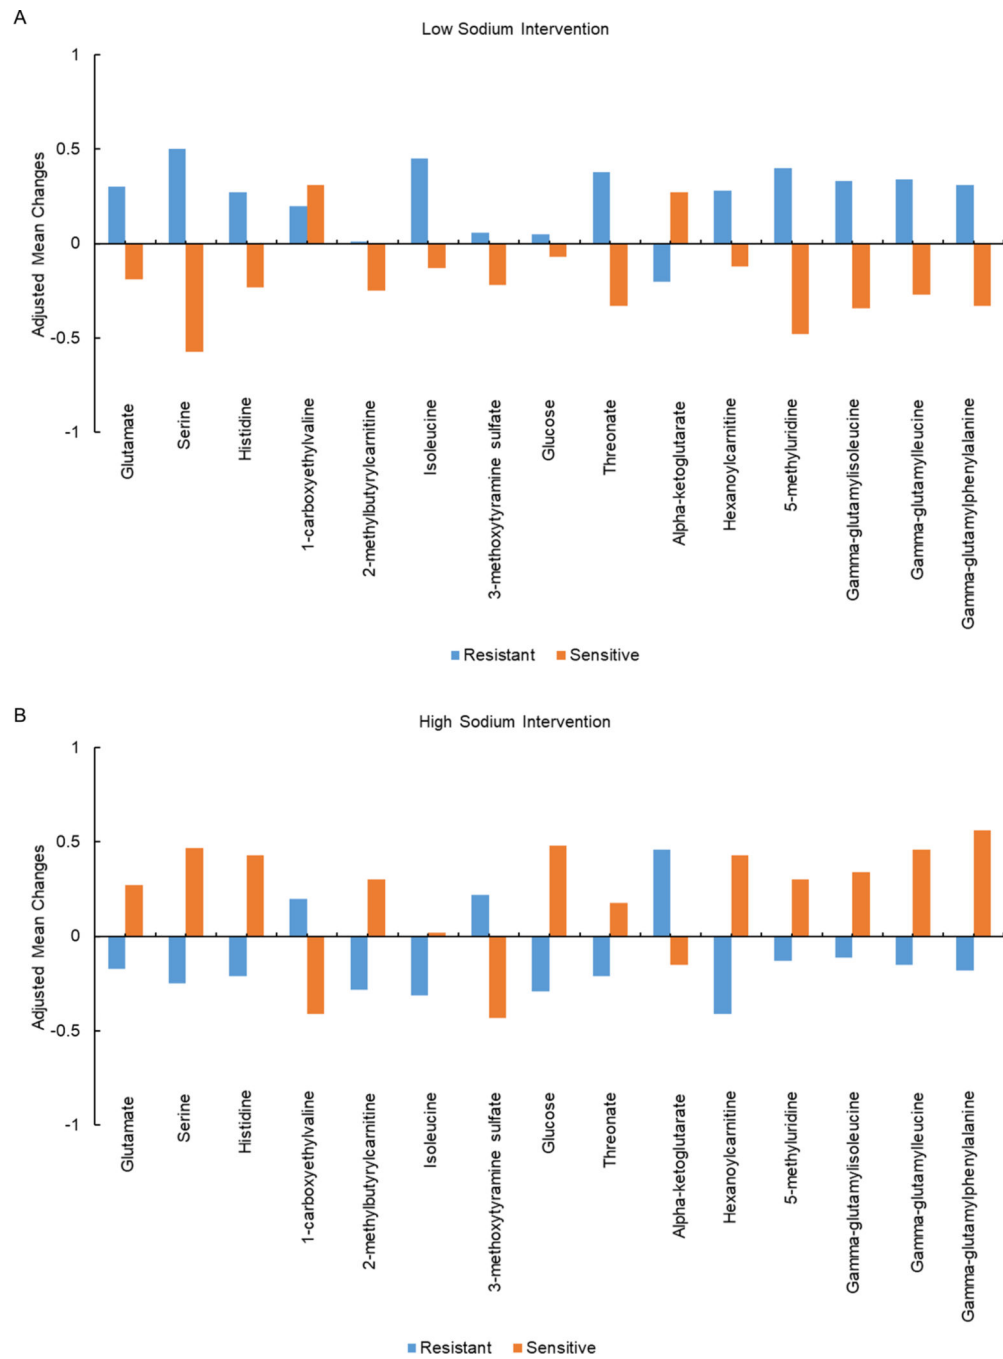 A
Low Sodium Intervention
1
0.5
0
-0.5
-1
Adjusted Mean Changes
Glutamate
Serine
Histidine
1-carboxyethylvaline
2-methylbutyrylcarnitine
Isoleucine
3-methoxytyramine sulfate
Glucose
Threonate
Alpha-ketoglutarate
Hexanoylcarnitine
5-methyluridine
Gamma-glutamylisoleucine
Gamma-glutamylleucine
Gamma-glutamylphenylalanine
Resistant Sensitive
B
High Sodium Intervention
1
0.5
0
-0.5
-1
Adjusted Mean Changes
Glutamate
Serine
Histidine
1-carboxyethylvaline
2-methylbutyrylcarnitine
Isoleucine
3-methoxytyramine sulfate
Glucose
Threonate
Alpha-ketoglutarate
Hexanoylcarnitine
5-methyluridine
Gamma-glutamylisoleucine
Gamma-glutamylleucine
Gamma-glutamylphenylalanine
Resistant Sensitive